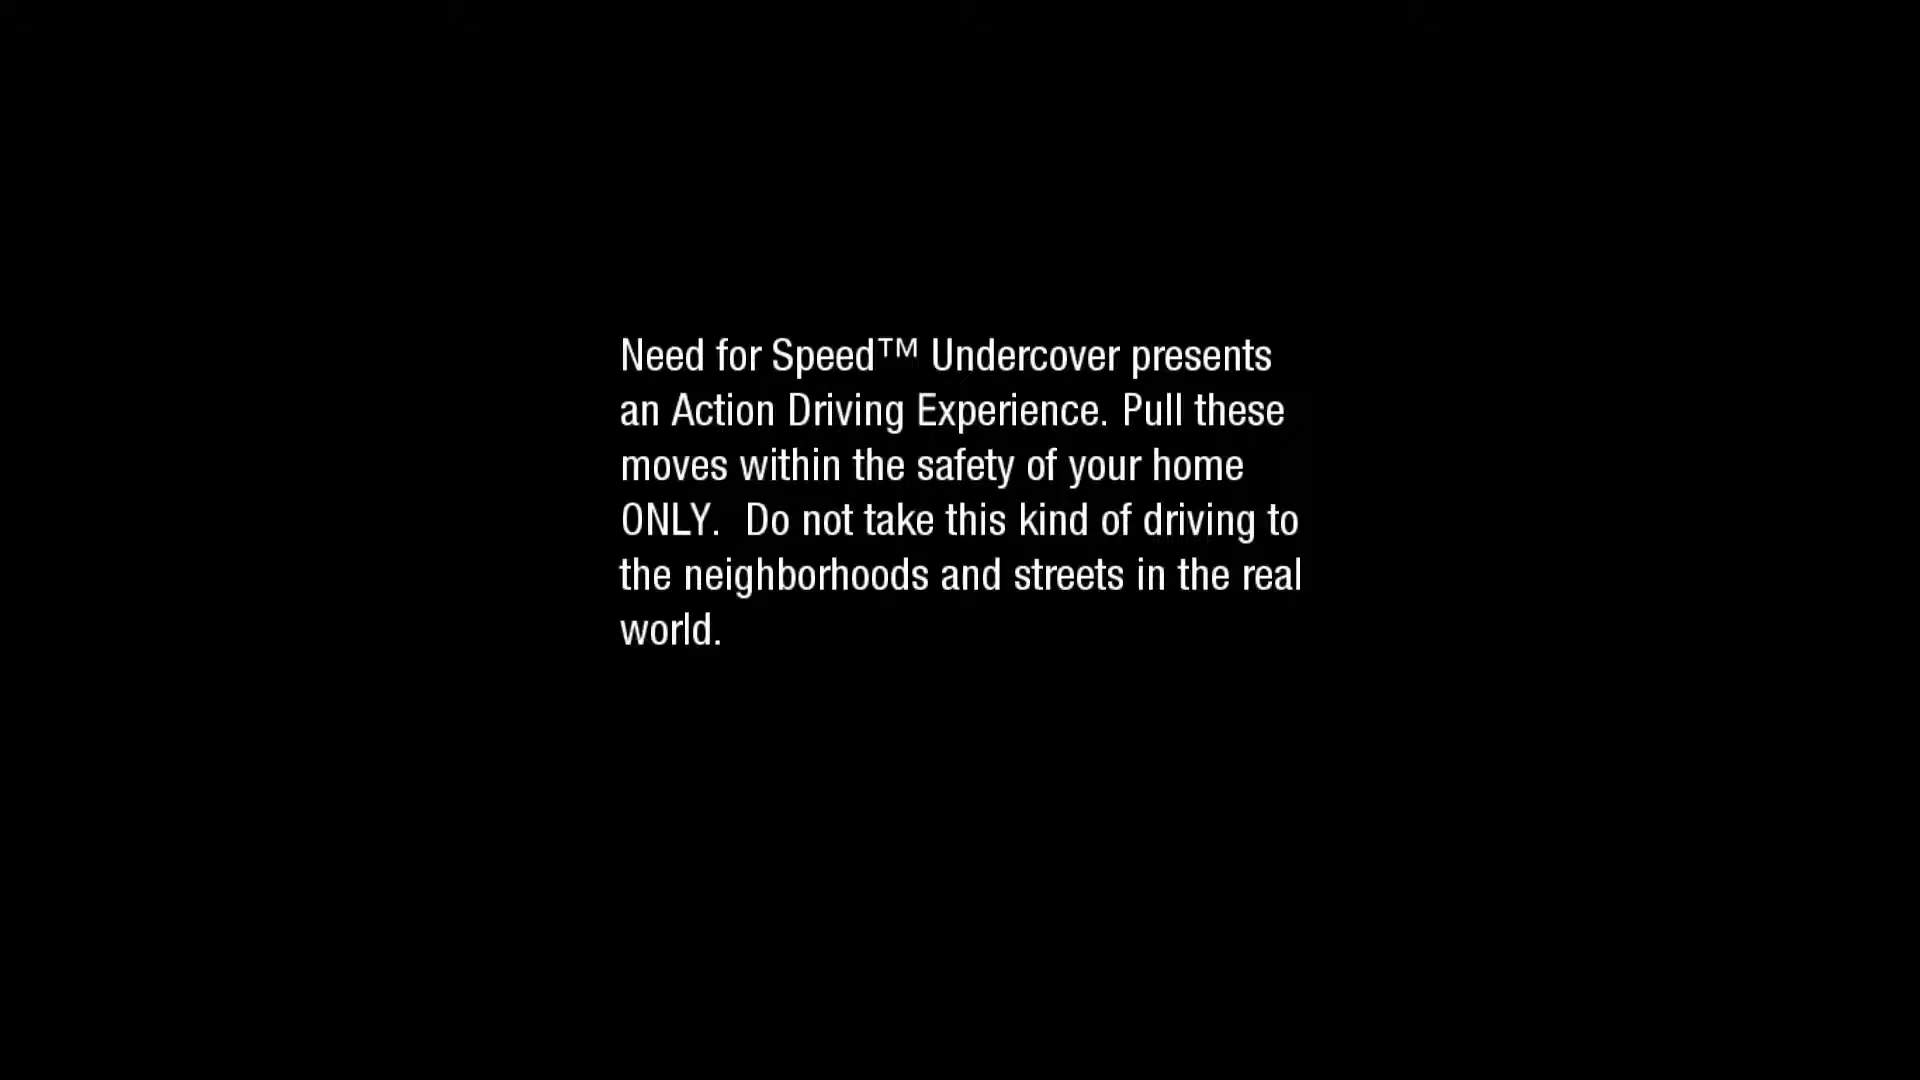 Need for Speed™ Undercover presents
an Action Driving Experience. Pull these
moves within the safety of your home
ONLY.  Do not take this kind of driving to
the neighborhoods and streets in the real
world.